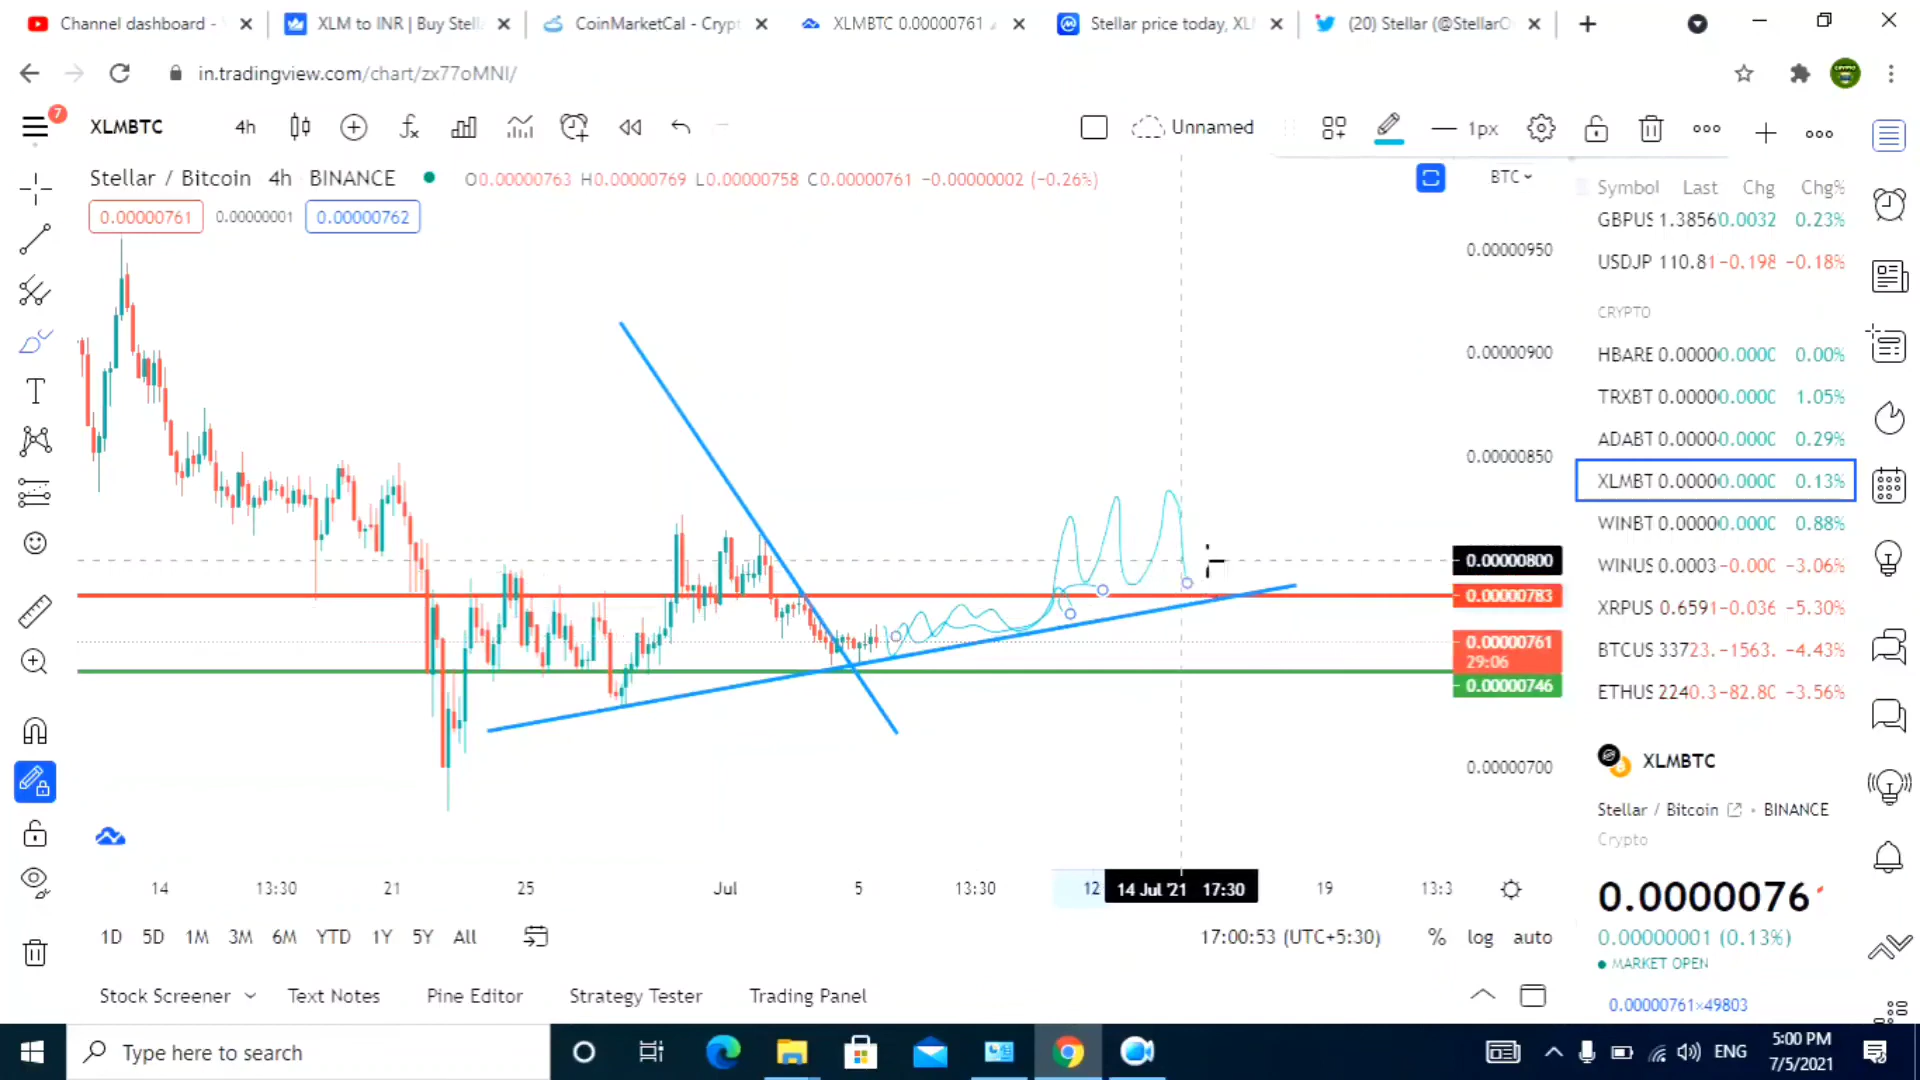 Channel dashboard -
XLM to INR | Buy Stella
CoinMarketCal - Crypt
XLMBTC 0.00000761
Stellar price today, XLM
(20) Stellar (@StellarO
in.tradingview.com/chart/zx77oMNI/
7
XLMBTC
4h
Unnamed
1px
Stellar / Bitcoin 4h BINANCE
O0.00000763 H0.00000769 L0.00000758 C0.00000761 −0.00000002 (−0.26%)
BTC
0.00000761
0.00000001
0.00000762
0.00000950
0.00000900
0.00000850
0.00000800
0.00000783
0.00000761
29:06
0.00000746
0.00000700
14
13:30
21
25
Jul
5
13:30
12
14 Jul '21 17:30
19
13:3
1D 5D 1M 3M 6M YTD 1Y 5Y All
17:00:53 (UTC+5:30)
% log auto
Stock Screener
Text Notes
Pine Editor
Strategy Tester
Trading Panel
Symbol Last Chg Chg%
GBPUS 1.3856 0.0032 0.23%
USDJP 110.81 −0.198 −0.18%
CRYPTO
HBARE 0.0000 0.000C 0.00%
TRXBT 0.0000 0.000C 1.05%
ADABT 0.0000 0.000C 0.29%
XLMBT 0.0000 0.000C 0.13%
WINBT 0.0000 0.000C 0.88%
WINUS 0.0003 −0.000 −3.06%
XRPUS 0.6591 −0.036 −5.30%
BTCUS 33723. −1563. −4.43%
ETHUS 2240.3 −82.80 −3.56%
XLMBTC
Stellar / Bitcoin • BINANCE
Crypto
0.0000076
0.00000001 (0.13%)
MARKET OPEN
0.00000761×49803
Type here to search
ENG
5:00 PM
7/5/2021